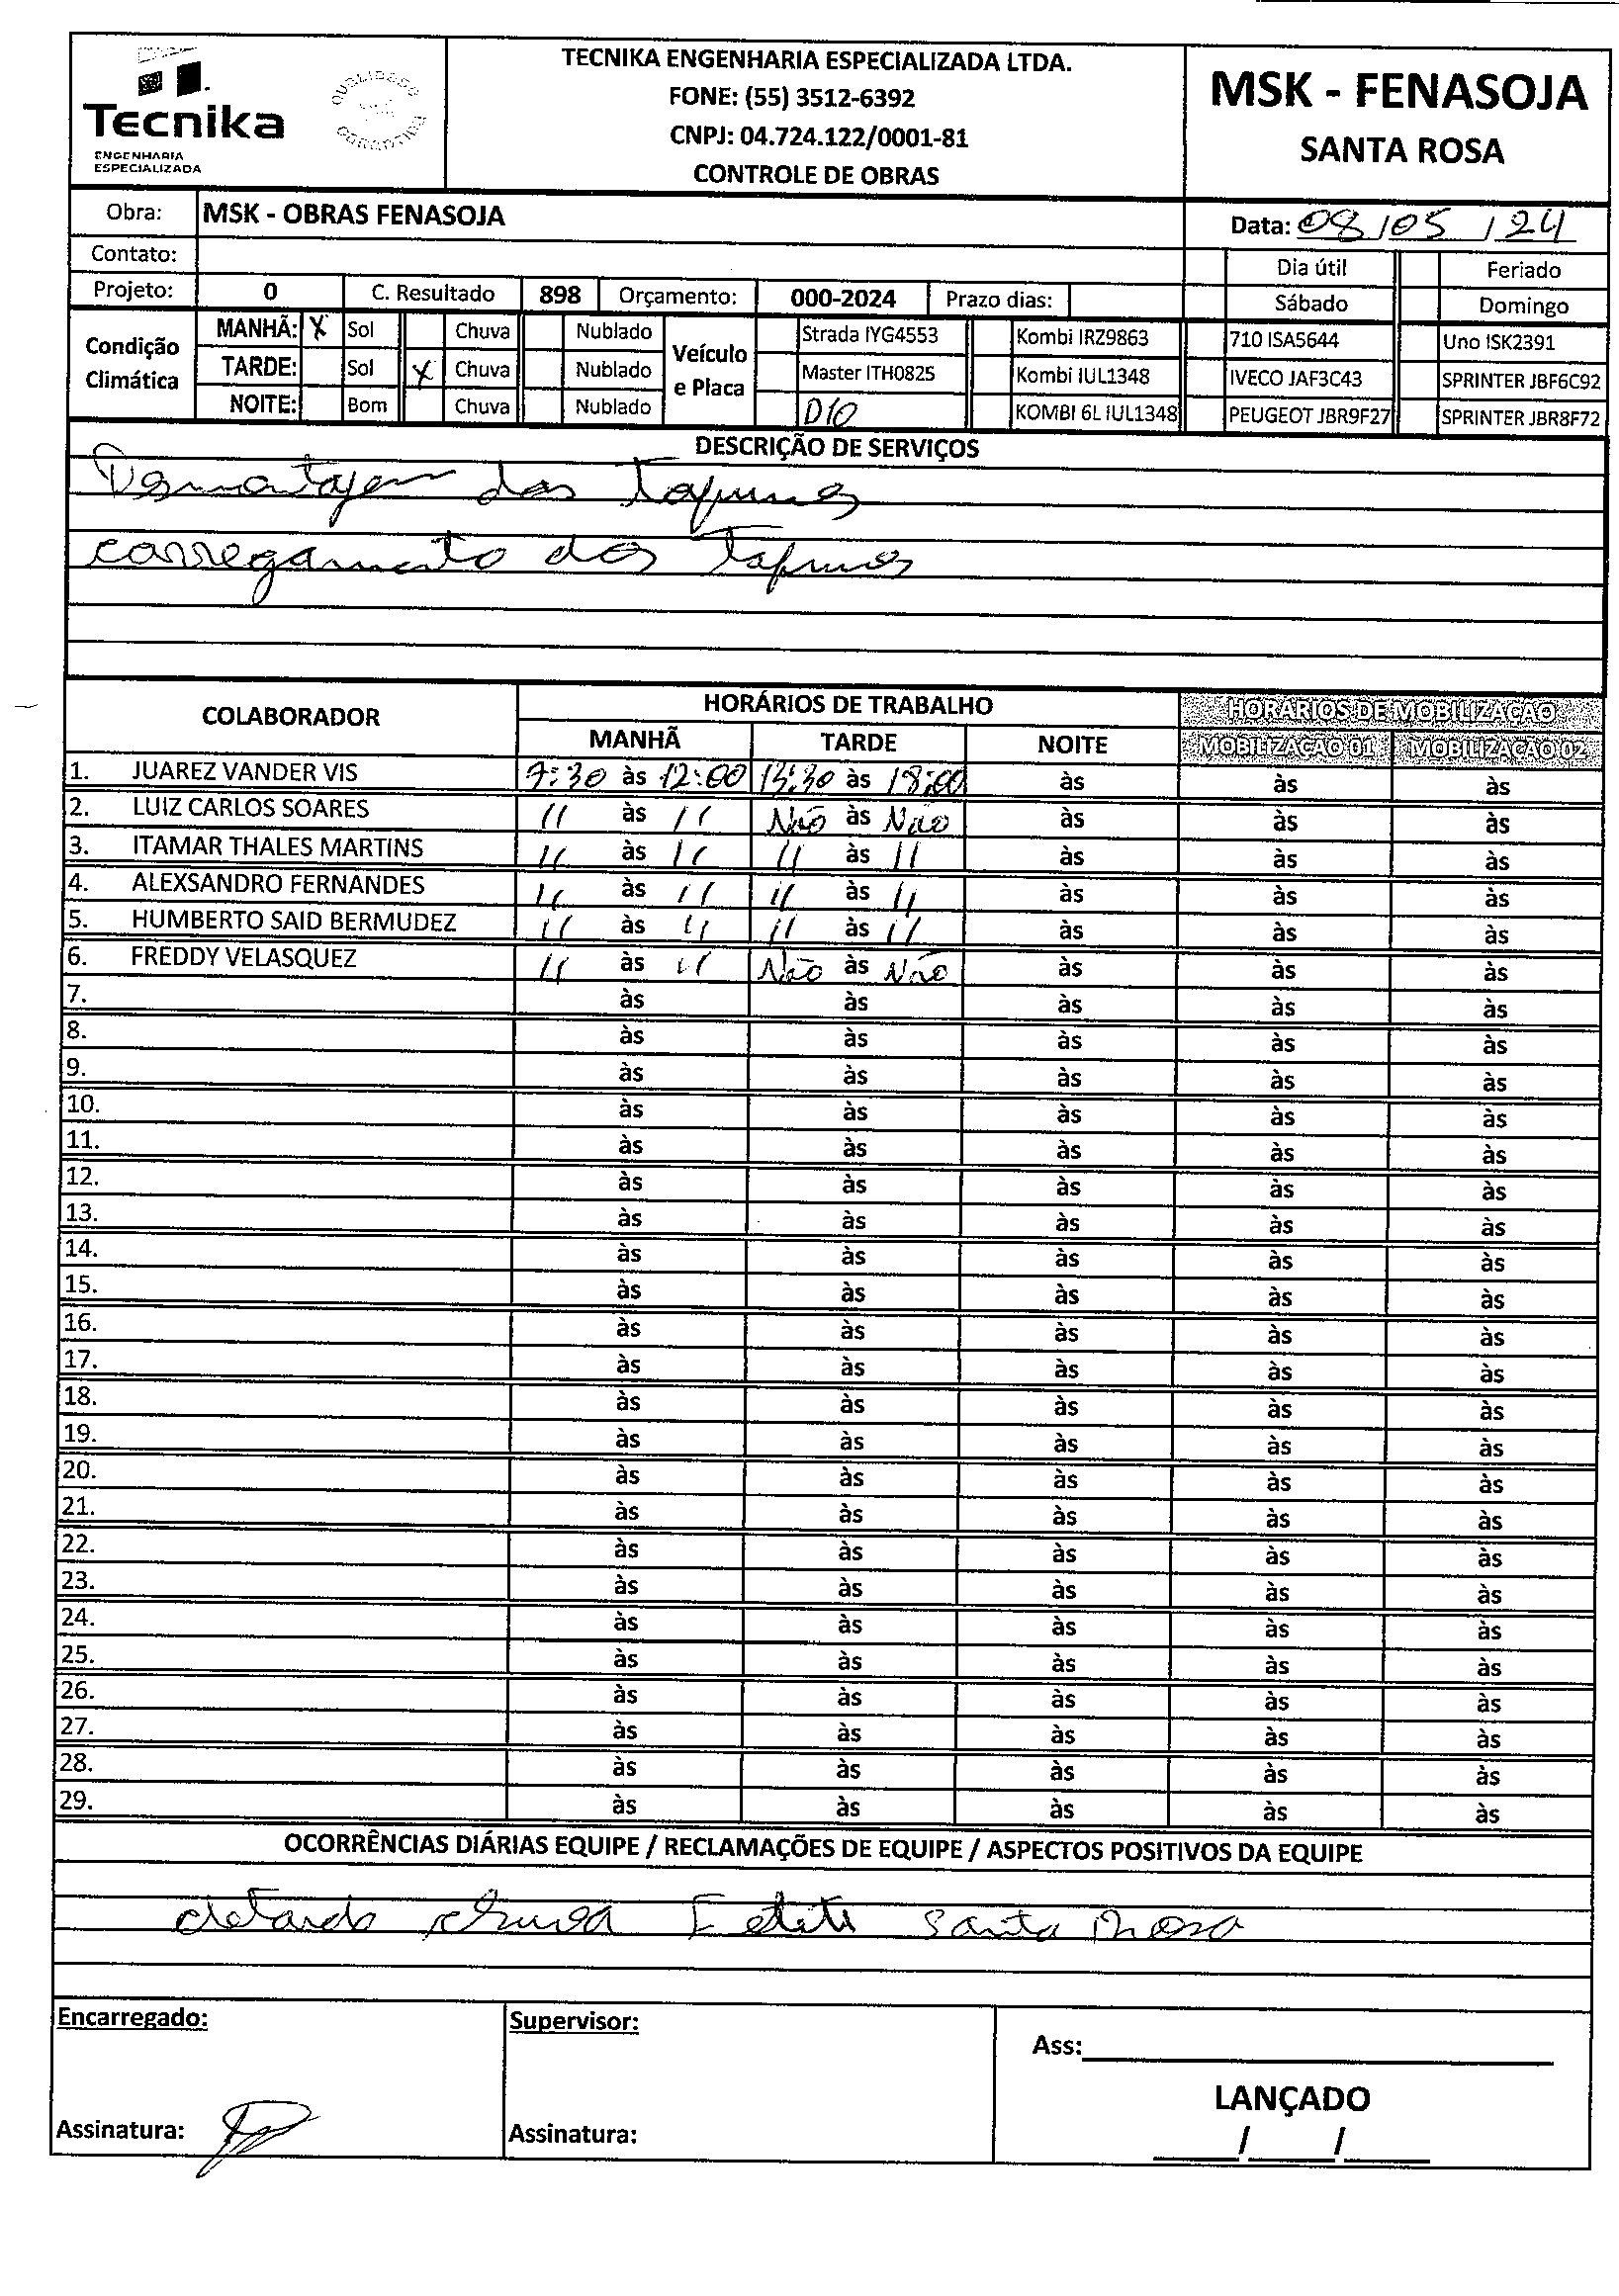 Tecnika
ENGENHARIA
ESPECIALIZADA
TECNIKA ENGENHARIA ESPECIALIZADA LTDA.
FONE: (55) 3512-6392
CNPJ: 04.724.122/0001-81
CONTROLE DE OBRAS
MSK - FENASOJA
SANTA ROSA
Obra: MSK - OBRAS FENASOJA
Data: 08/05/24
Contato:
Dia útil Feriado
Projeto: 0 C. Resultado 898 Orçamento: 000-2024 Prazo dias:
Sábado Domingo
Condição Climática
MANHÃ: X Sol Chuva Nublado
TARDE: Sol X Chuva Nublado
NOITE: Bom Chuva Nublado
Veículo e Placa
Strada IYG4553 Kombi IRZ9863 710 ISA5644 Uno ISK2391
Master ITH0825 Kombi IUL1348 IVECO JAF3C43 SPRINTER JBF6C92
D10 KOMBI 6L IUL1348 PEUGEOT JBR9F27 SPRINTER JBR8F72
DESCRIÇÃO DE SERVIÇOS
Desmontagem dos Tapumes
carregamento dos Tapumes
COLABORADOR HORÁRIOS DE TRABALHO HORÁRIOS DE MOBILIZAÇÃO
MANHÃ TARDE NOITE MOBILIZAÇÃO 01 MOBILIZAÇÃO 02
1. JUAREZ VANDER VIS 7:30 às 12:00 13:30 às 18:00 às às às
2. LUIZ CARLOS SOARES 11 às 11 Não às Não às às às
3. ITAMAR THALES MARTINS 11 às 11 11 às 11 às às às
4. ALEXSANDRO FERNANDES 11 às 11 11 às 11 às às às
5. HUMBERTO SAID BERMUDEZ 11 às 11 11 às 11 às às às
6. FREDDY VELASQUEZ 11 às 11 Não às Não às às às
7. às às às às às
8. às às às às às
9. às às às às às
10. às às às às às
11. às às às às às
12. às às às às às
13. às às às às às
14. às às às às às
15. às às às às às
16. às às às às às
17. às às às às às
18. às às às às às
19. às às às às às
20. às às às às às
21. às às às às às
22. às às às às às
23. às às às às às
24. às às às às às
25. às às às às às
26. às às às às às
27. às às às às às
28. às às às às às
29. às às às às às
OCORRÊNCIAS DIÁRIAS EQUIPE / RECLAMAÇÕES DE EQUIPE / ASPECTOS POSITIVOS DA EQUIPE
chuva Santa Rosa
Encarregado: Supervisor:
Ass:
LANÇADO
Assinatura: Assinatura:
/ /